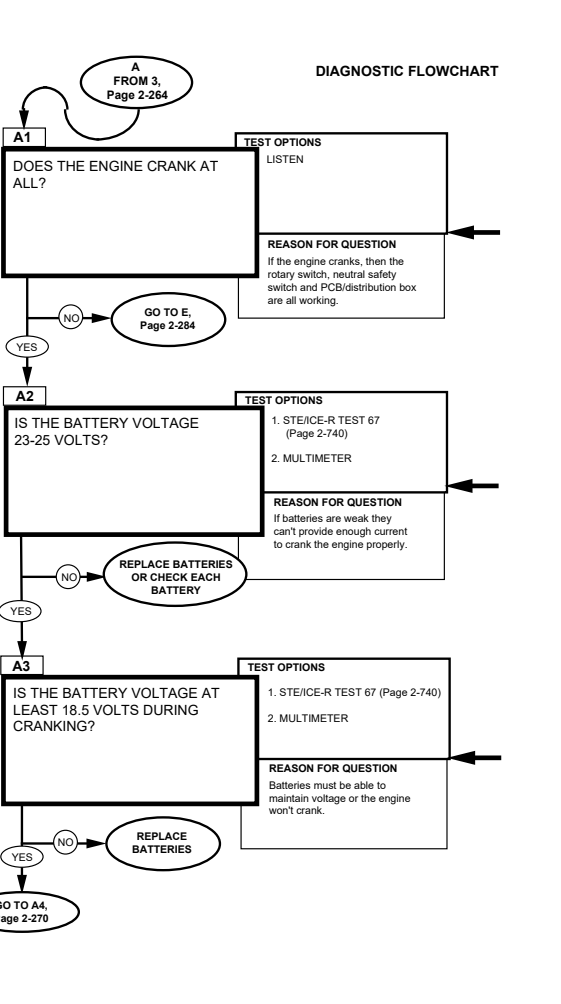 A
FROM 3,
Page 2-264
DIAGNOSTIC FLOWCHART
A1
DOES THE ENGINE CRANK AT
ALL?
TEST OPTIONS
LISTEN
REASON FOR QUESTION
If the engine cranks, then the
rotary switch, neutral safety
switch and PCB/distribution box
are all working.
NO
GO TO E,
Page 2-284
YES
A2
IS THE BATTERY VOLTAGE
23-25 VOLTS?
TEST OPTIONS
1. STE/ICE-R TEST 67
(Page 2-740)
2. MULTIMETER
REASON FOR QUESTION
If batteries are weak they
can't provide enough current
to crank the engine properly.
NO
REPLACE BATTERIES
OR CHECK EACH
BATTERY
YES
A3
IS THE BATTERY VOLTAGE AT
LEAST 18.5 VOLTS DURING
CRANKING?
TEST OPTIONS
1. STE/ICE-R TEST 67 (Page 2-740)
2. MULTIMETER
REASON FOR QUESTION
Batteries must be able to
maintain voltage or the engine
won't crank.
NO
REPLACE
BATTERIES
YES
GO TO A4,
age 2-270